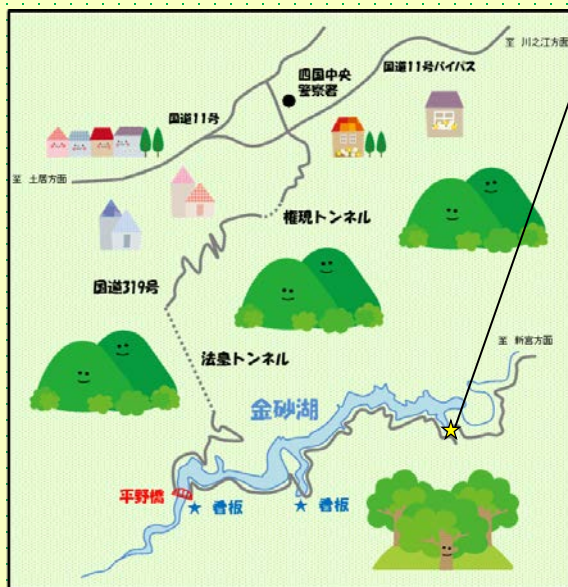 至 川之江方面
国道11号バイパス
四国中央
警察署
国道11号
至 土居方面
権現トンネル
国道319号
法皇トンネル
至 新宮方面
金砂湖
平野橋
★ 看板
★ 看板